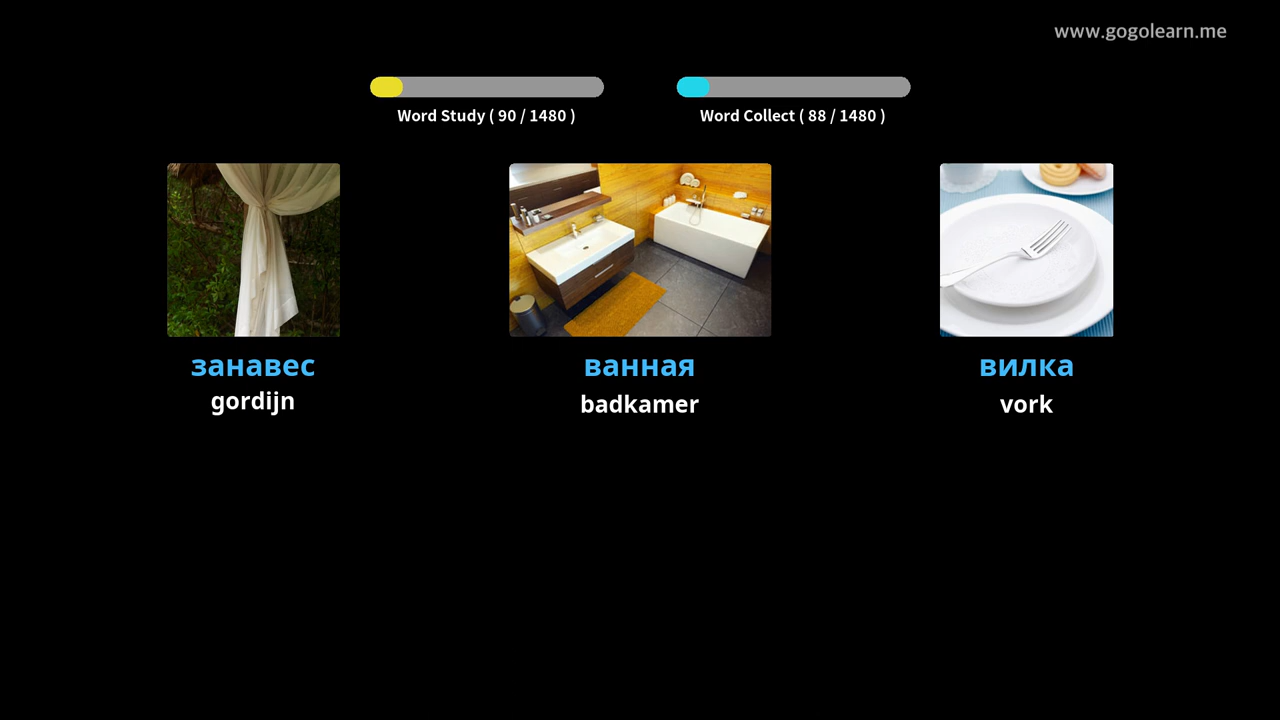 www.gogolearn.me
Word Study ( 90 / 1480 )
Word Collect ( 88 / 1480 )
занавес
gordijn
ванная
badkamer
вилка
vork